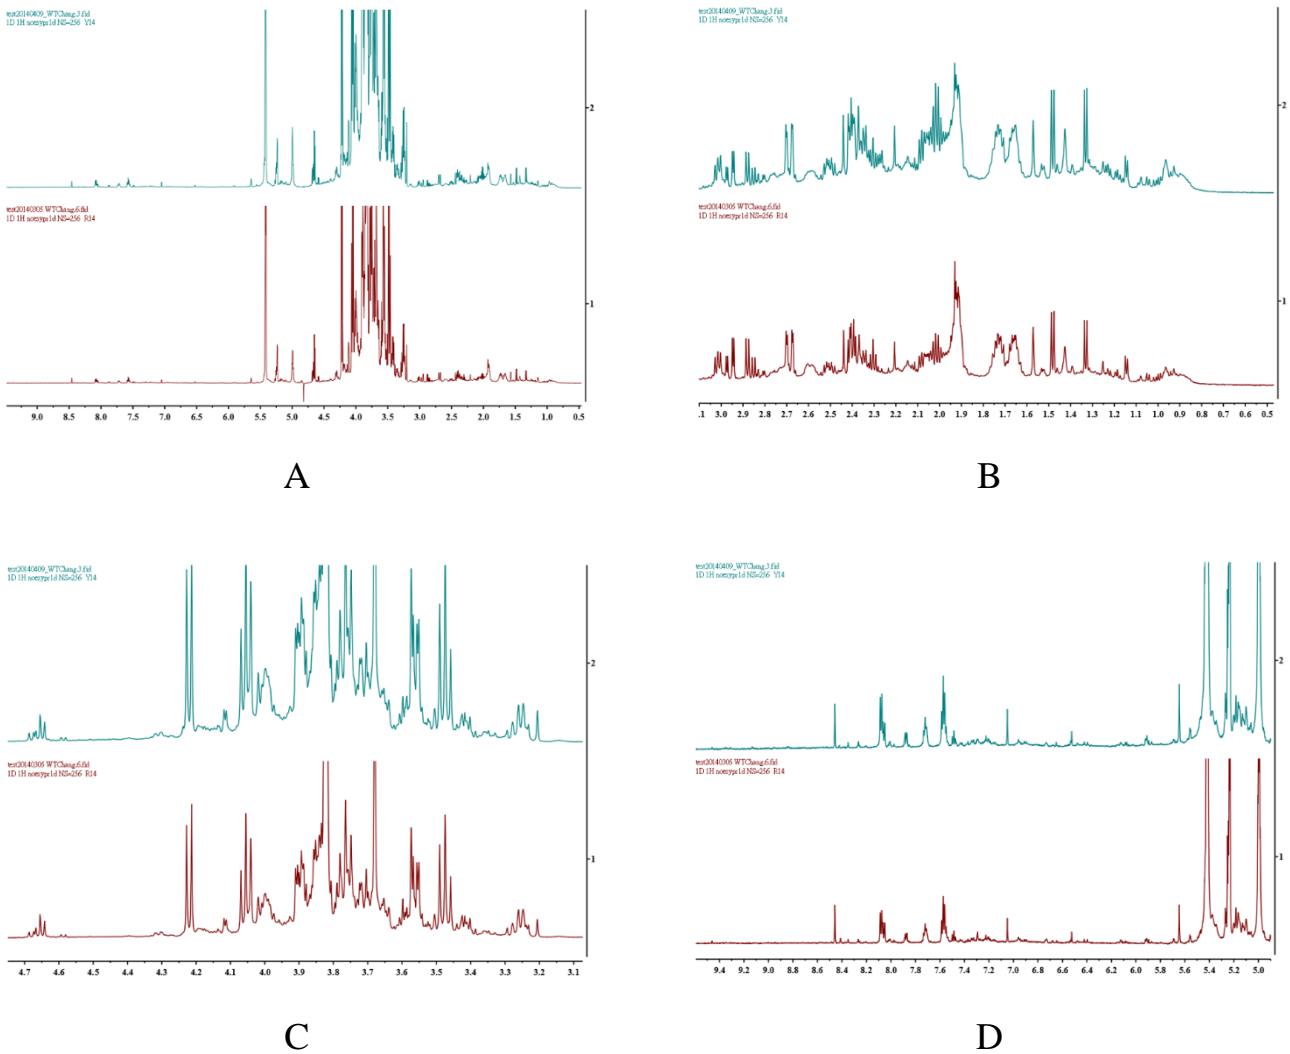 test20140409_WTChang.3.fid
1D 1H noesypr1d NS=256 Y14
2
test20140305 WTChang.6.fid
1D 1H noesypr1d NS=256 R14
1
9.0 8.5 8.0 7.5 7.0 6.5 6.0 5.5 5.0 4.5 4.0 3.5 3.0 2.5 2.0 1.5 1.0 0.5
A
test20140409_WTChang.3.fid
1D 1H noesypr1d NS=256 Y14
2
test20140305 WTChang.6.fid
1D 1H noesypr1d NS=256 R14
1
.1 3.0 2.9 2.8 2.7 2.6 2.5 2.4 2.3 2.2 2.1 2.0 1.9 1.8 1.7 1.6 1.5 1.4 1.3 1.2 1.1 1.0 0.9 0.8 0.7 0.6 0.5
B
test20140409_WTChang.3.fid
1D 1H noesypr1d NS=256 Y14
2
test20140305 WTChang.6.fid
1D 1H noesypr1d NS=256 R14
1
4.7 4.6 4.5 4.4 4.3 4.2 4.1 4.0 3.9 3.8 3.7 3.6 3.5 3.4 3.3 3.2 3.1
C
test20140409_WTChang.3.fid
1D 1H noesypr1d NS=256 Y14
2
test20140305 WTChang.6.fid
1D 1H noesypr1d NS=256 R14
1
9.4 9.2 9.0 8.8 8.6 8.4 8.2 8.0 7.8 7.6 7.4 7.2 7.0 6.8 6.6 6.4 6.2 6.0 5.8 5.6 5.4 5.2 5.0
D